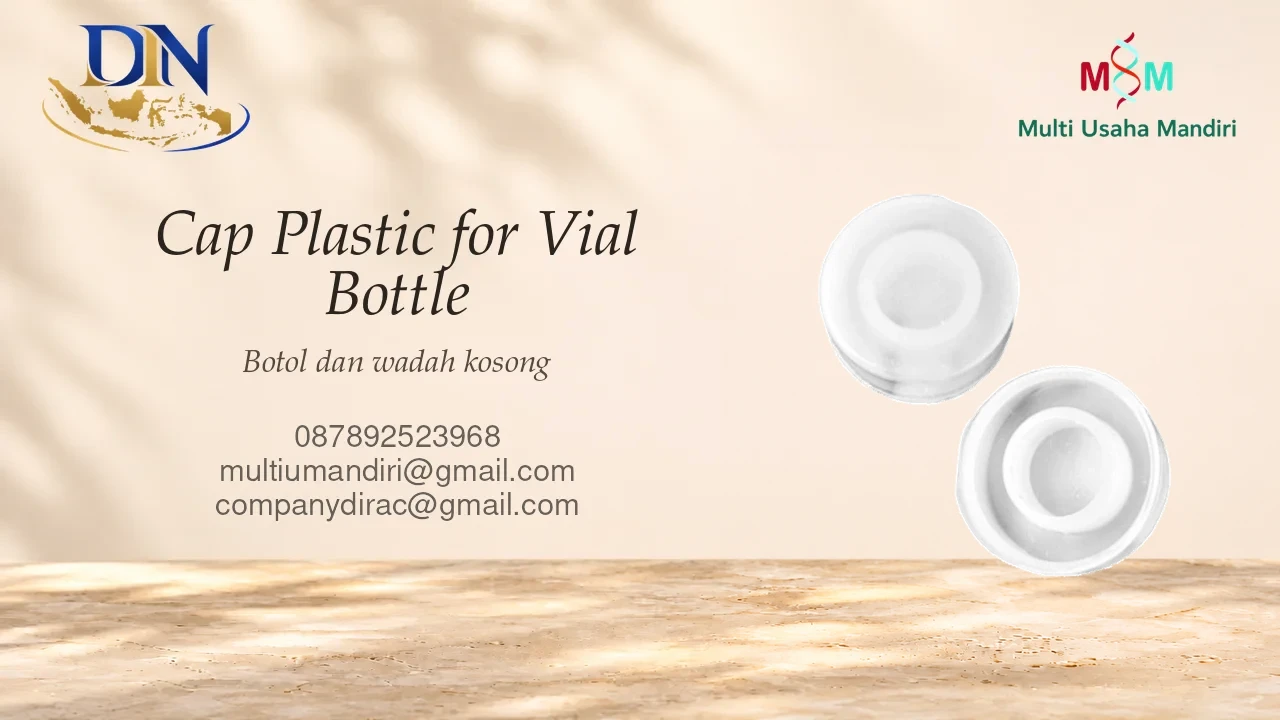 DIN
M M
Multi Usaha Mandiri
Cap Plastic for Vial
Bottle
Botol dan wadah kosong
087892523968
multiumandiri@gmail.com
companydirac@gmail.com